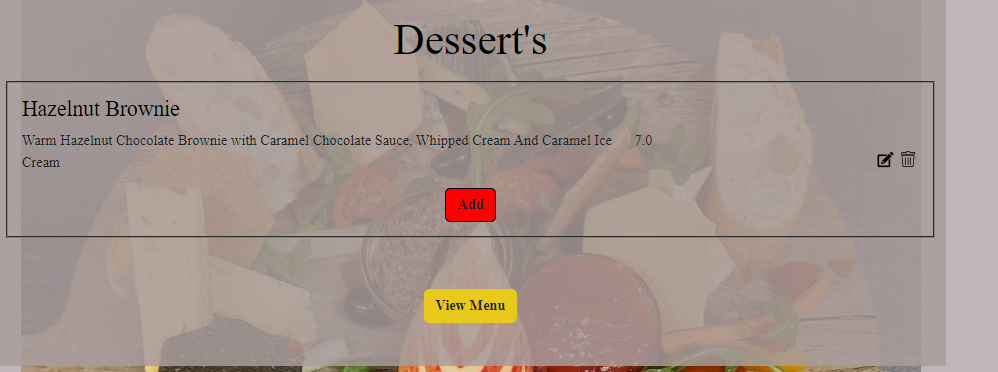 Dessert's
Hazelnut Brownie
Warm Hazelnut Chocolate Brownie with Caramel Chocolate Sauce, Whipped Cream And Caramel Ice 7.0
Cream
Add
View Menu